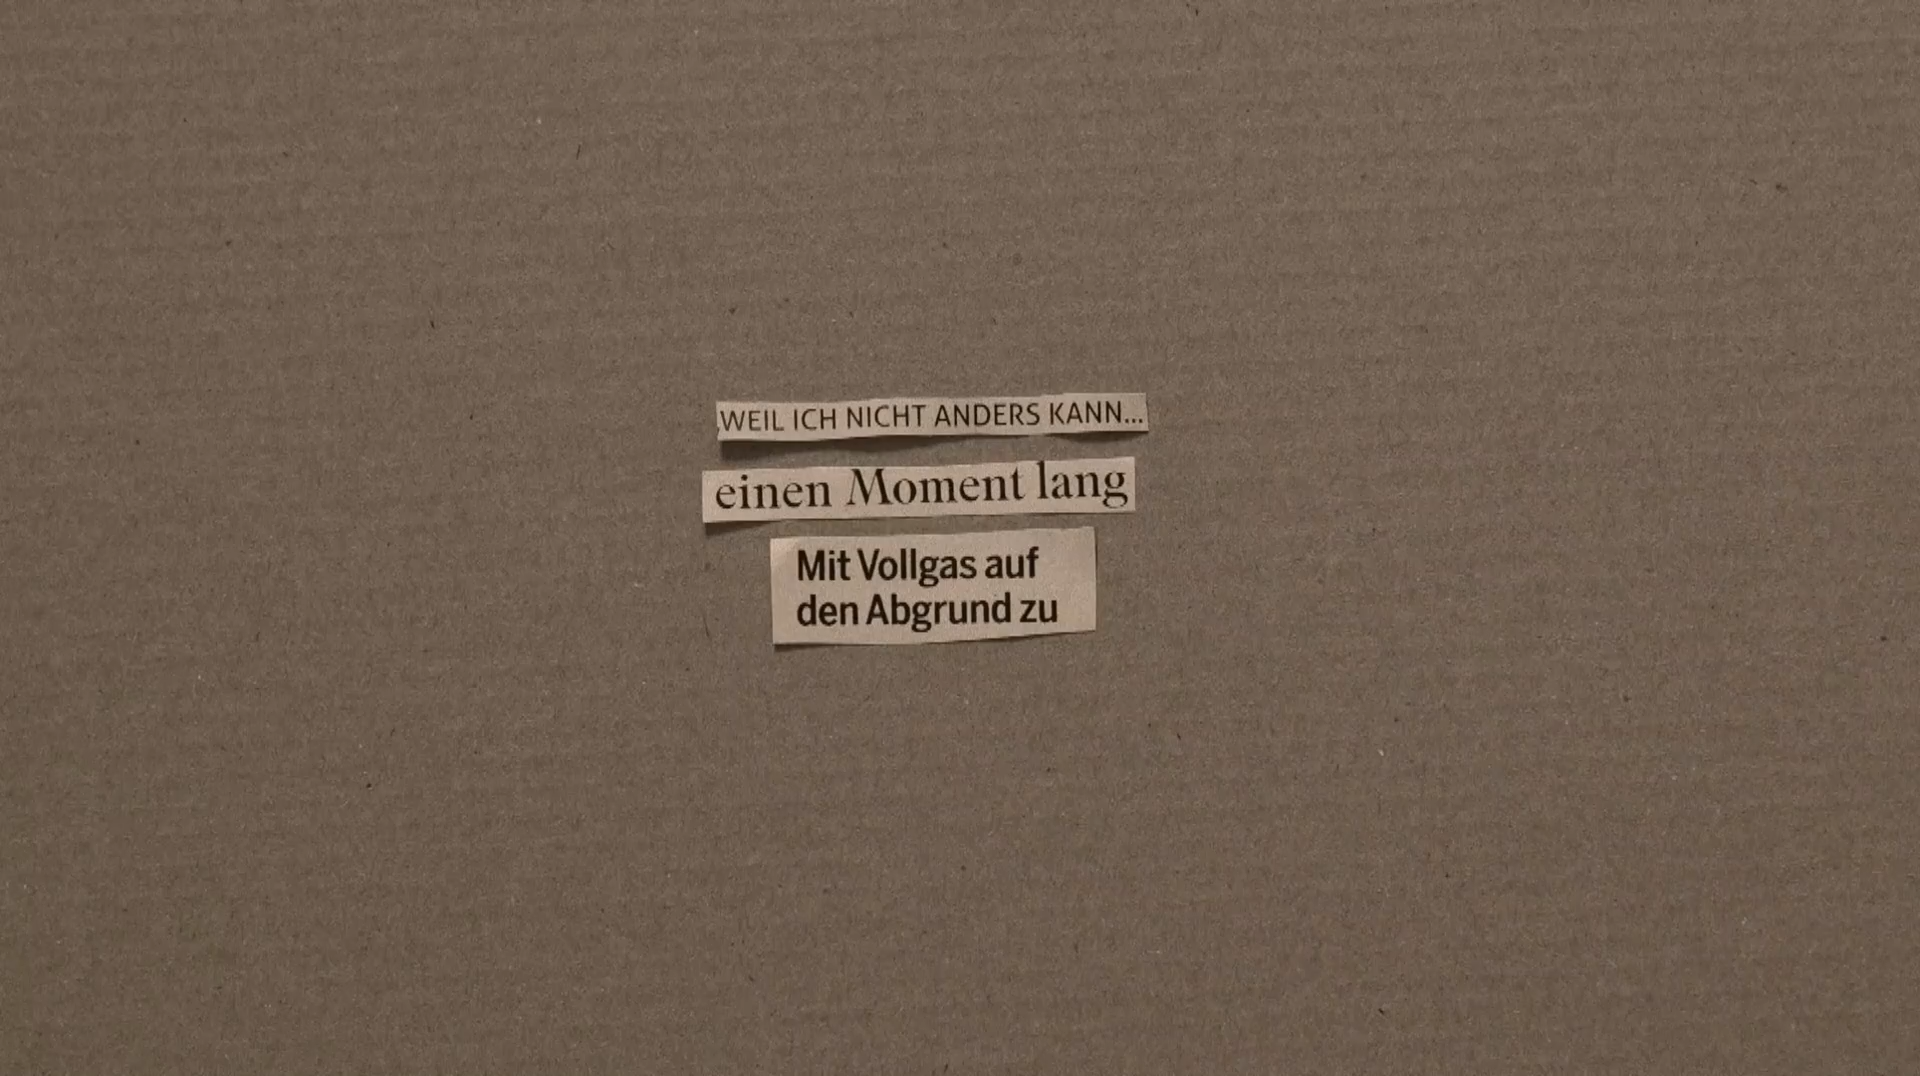 WEIL ICH NICHT ANDERS KANN...
einen Moment lang
Mit Vollgas auf
den Abgrund zu